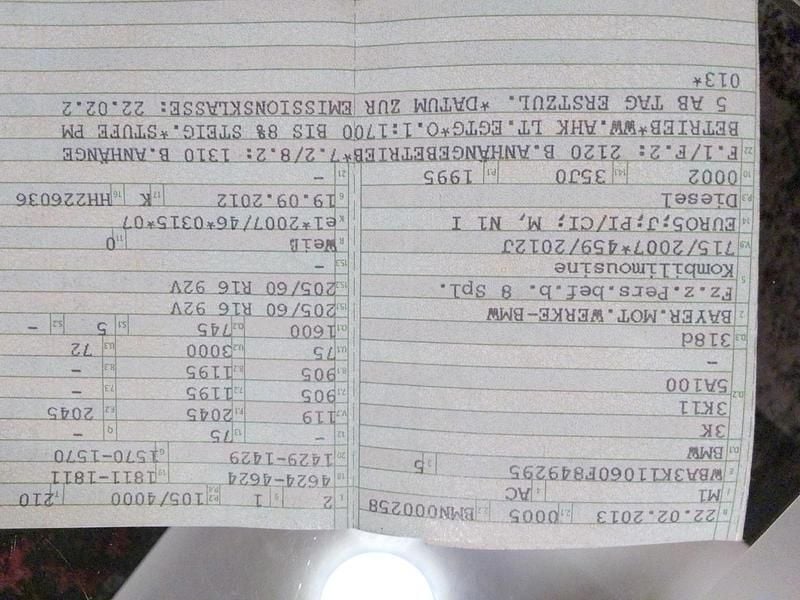 B 22.02.2013 2.1 0005 2.2 BMN000258
J M1 4 AC
E WBA3K11060F849295 3 5
D.1 BMW
D.2 3K
3K11
5A100
–
D.3 318d
2 BAYER.MOT.WERKE-BMW
5 Fz.z.Pers.bef.b. 8 Spl.
Kombilimousine
V.9 715/2007*459/2012J
14 EURO5;J;PI/CI; M, N1 I
P.3 Diesel
10 0002 14.1 35J0 P.1 1995
L 2 9 1 P.2 P.4 105/4000 T 210
18 4624-4624 19 1811-1811
20 1429-1429 G 1570-1570
12 – 13 75 Q –
V.7 119 F.1 2045 F.2 2045
7.1 905 7.2 1195 7.3 –
8.1 905 8.2 1195 8.3 –
U.1 75 U.2 3000 U.3 72
O.1 1600 O.2 745 S.1 5 S.2 –
15.1 205/60 R16 92V
15.2 205/60 R16 92V
15.3 –
R Weiß 11 0
K e1*2007/46*0315*07
6 19.09.2012 17 K 16 HH226036
21 –
22 F.1/F.2: 2120 B.ANHÄNGEBETRIEB*7.2/8.2: 1310 B.ANHÄNGE
BETRIEB*WW.AHK LT.EGTG*O.1:1700 BIS 8% STEIG.*STUFE PM
5 AB TAG ERSTZUL. *DATUM ZUR EMISSIONSKLASSE: 22.02.2
013*